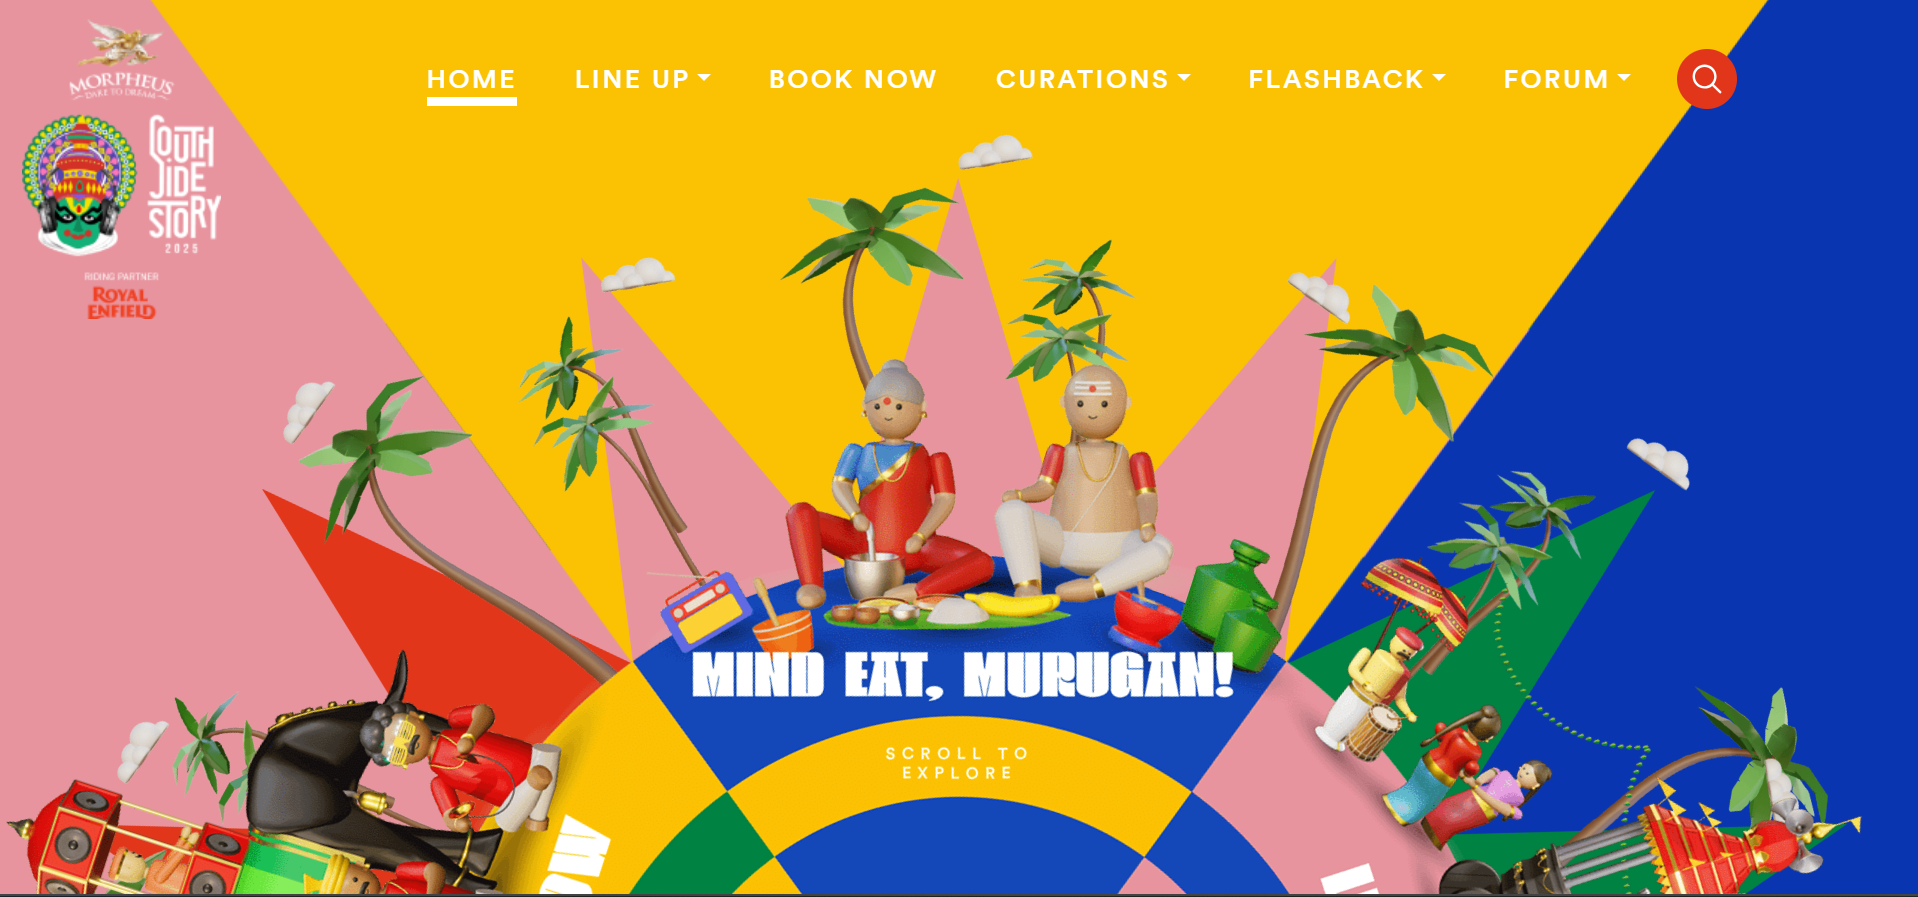 MORPHEUS
DARE TO DREAM
HOME LINE UP BOOK NOW CURATIONS FLASHBACK FORUM
SOUTH
SIDE
STORY
2025
RIDING PARTNER
ROYAL
ENFIELD
MIND EAT, MURUGAN!
SCROLL TO
EXPLORE